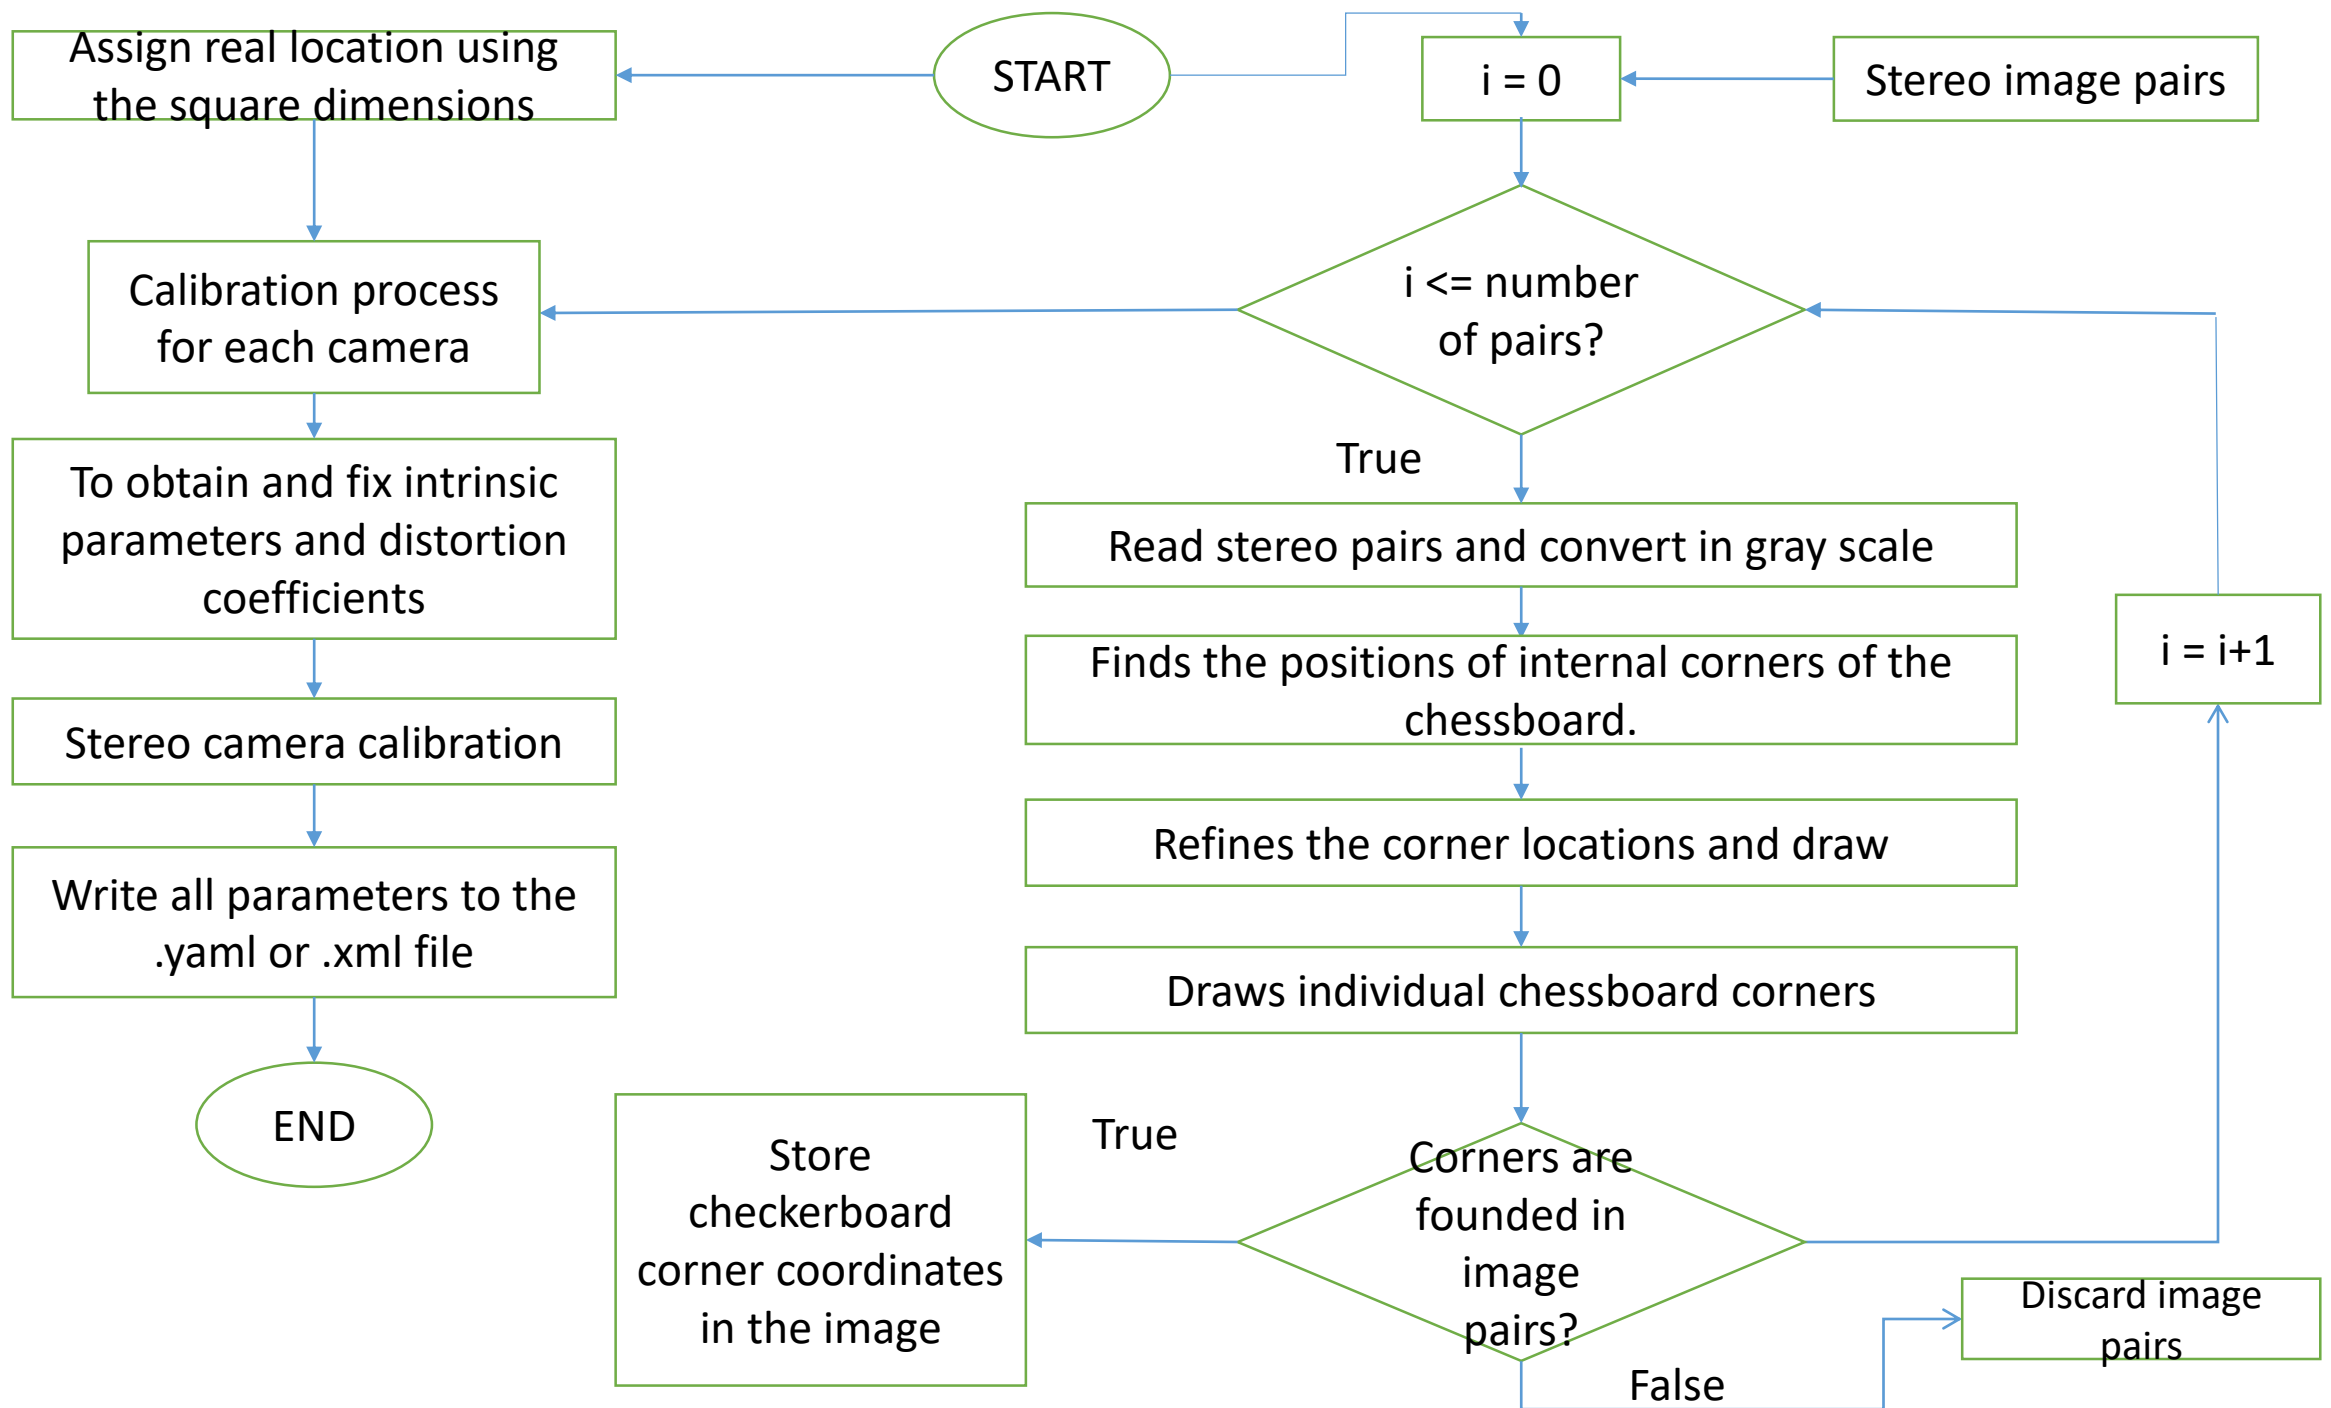 Assign real location using
the square dimensions
START
i = 0
Stereo image pairs
Calibration process
for each camera
i <= number
of pairs?
True
To obtain and fix intrinsic
parameters and distortion
coefficients
Read stereo pairs and convert in gray scale
Finds the positions of internal corners of the
chessboard.
i = i+1
Stereo camera calibration
Refines the corner locations and draw
Write all parameters to the
.yaml or .xml file
Draws individual chessboard corners
END
Store
checkerboard
corner coordinates
in the image
True
Corners are
founded in
image
pairs?
Discard image
pairs
False